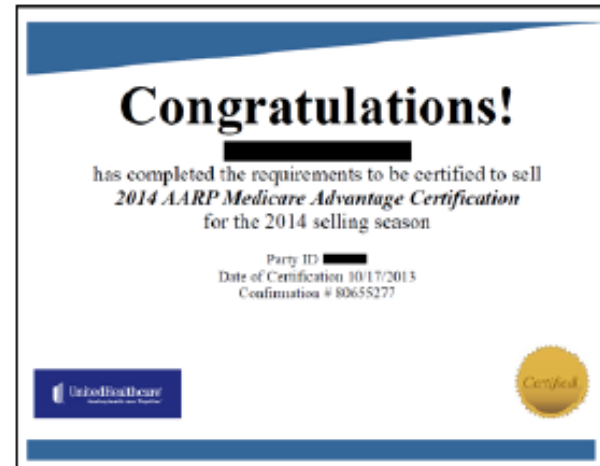 Congratulations!
has completed the requirements to be certified to sell
2014 AARP Medicare Advantage Certification
for the 2014 selling season
Party ID
Date of Certification 10/17/2013
Confirmation # 80655277
UnitedHealthcare
Certified